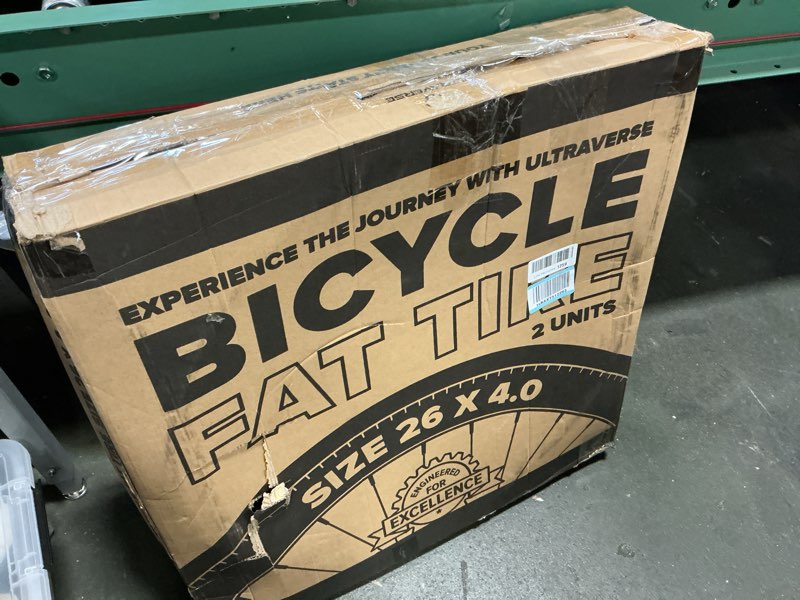 EXPERIENCE THE JOURNEY WITH ULTRAVERSE
BICYCLE
FAT TIRE
2 UNITS
SIZE 26 X 4.0
ENGINEERED
FOR
EXCELLENCE